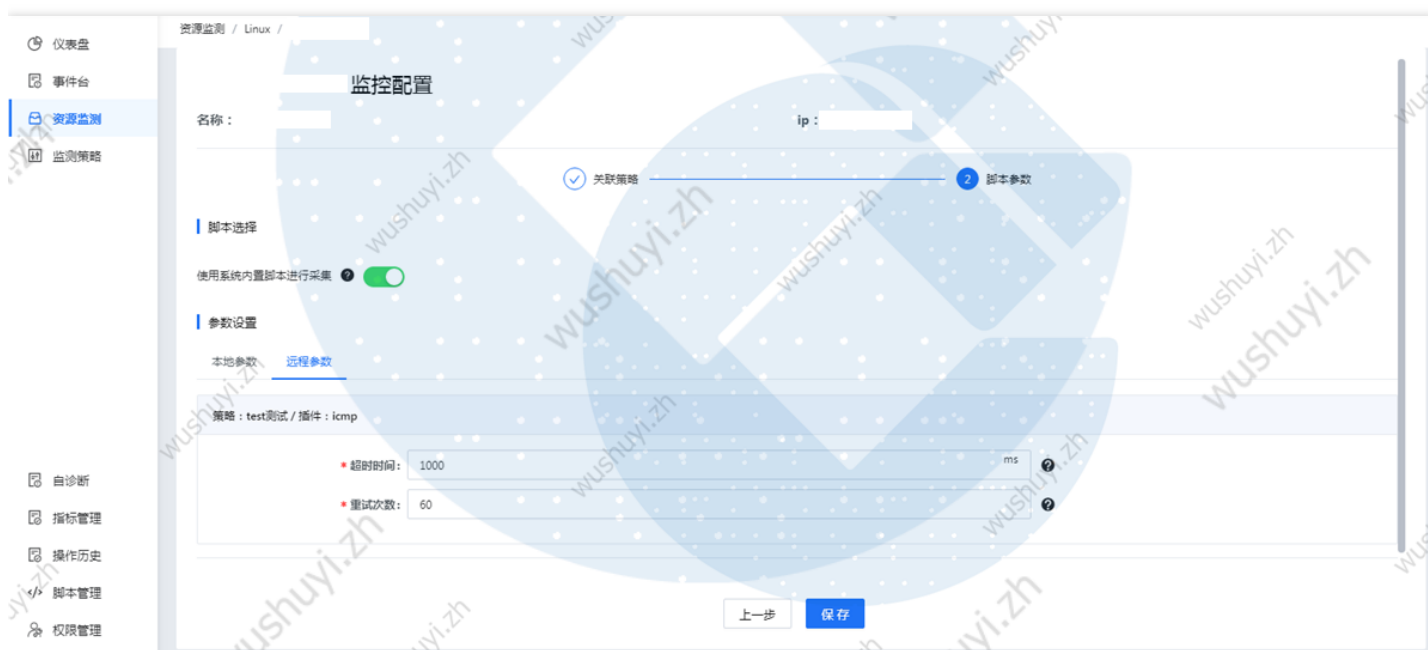 资源监测 / Linux /
仪表盘
事件台
资源监测
监测策略
自诊断
指标管理
操作历史
脚本管理
权限管理
监控配置
名称：
ip：
关联策略
2 脚本参数
脚本选择
使用系统内置脚本进行采集 ?
参数设置
本地参数 远程参数
策略：test测试 / 插件：icmp
* 超时时间： 1000 ms ?
* 重试次数： 60 ?
上一步 保存
wushuyi.zh
wushuyi.zh
wushuyi.zh
wushuyi.zh
wushuyi.zh
wushuyi.zh
wushuyi.zh